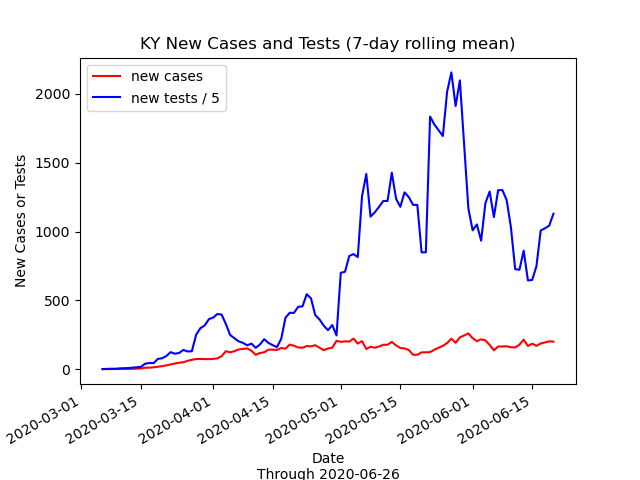 KY New Cases and Tests (7-day rolling mean)
new cases
new tests / 5
New Cases or Tests
2000
1500
1000
500
0
2020-03-01
2020-03-15
2020-04-01
2020-04-15
2020-05-01
2020-05-15
2020-06-01
2020-06-15
Date
Through 2020-06-26